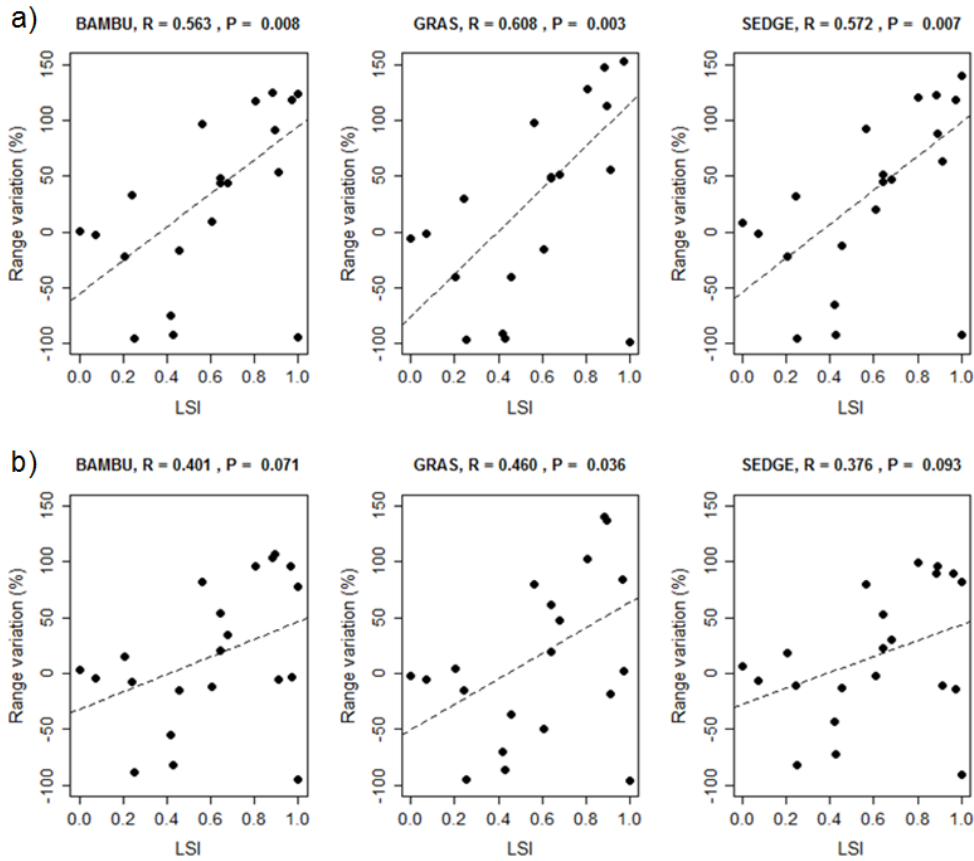 a)
BAMBU, R = 0.563 , P = 0.008
GRAS, R = 0.608 , P = 0.003
SEDGE, R = 0.572 , P = 0.007
Range variation (%)
150
100
50
0
-50
-100
0.0 0.2 0.4 0.6 0.8 1.0
LSI
Range variation (%)
150
100
50
0
-50
-100
0.0 0.2 0.4 0.6 0.8 1.0
LSI
Range variation (%)
150
100
50
0
-50
-100
0.0 0.2 0.4 0.6 0.8 1.0
LSI
b)
BAMBU, R = 0.401 , P = 0.071
GRAS, R = 0.460 , P = 0.036
SEDGE, R = 0.376 , P = 0.093
Range variation (%)
150
100
50
0
-50
-100
0.0 0.2 0.4 0.6 0.8 1.0
LSI
Range variation (%)
150
100
50
0
-50
-100
0.0 0.2 0.4 0.6 0.8 1.0
LSI
Range variation (%)
150
100
50
0
-50
-100
0.0 0.2 0.4 0.6 0.8 1.0
LSI